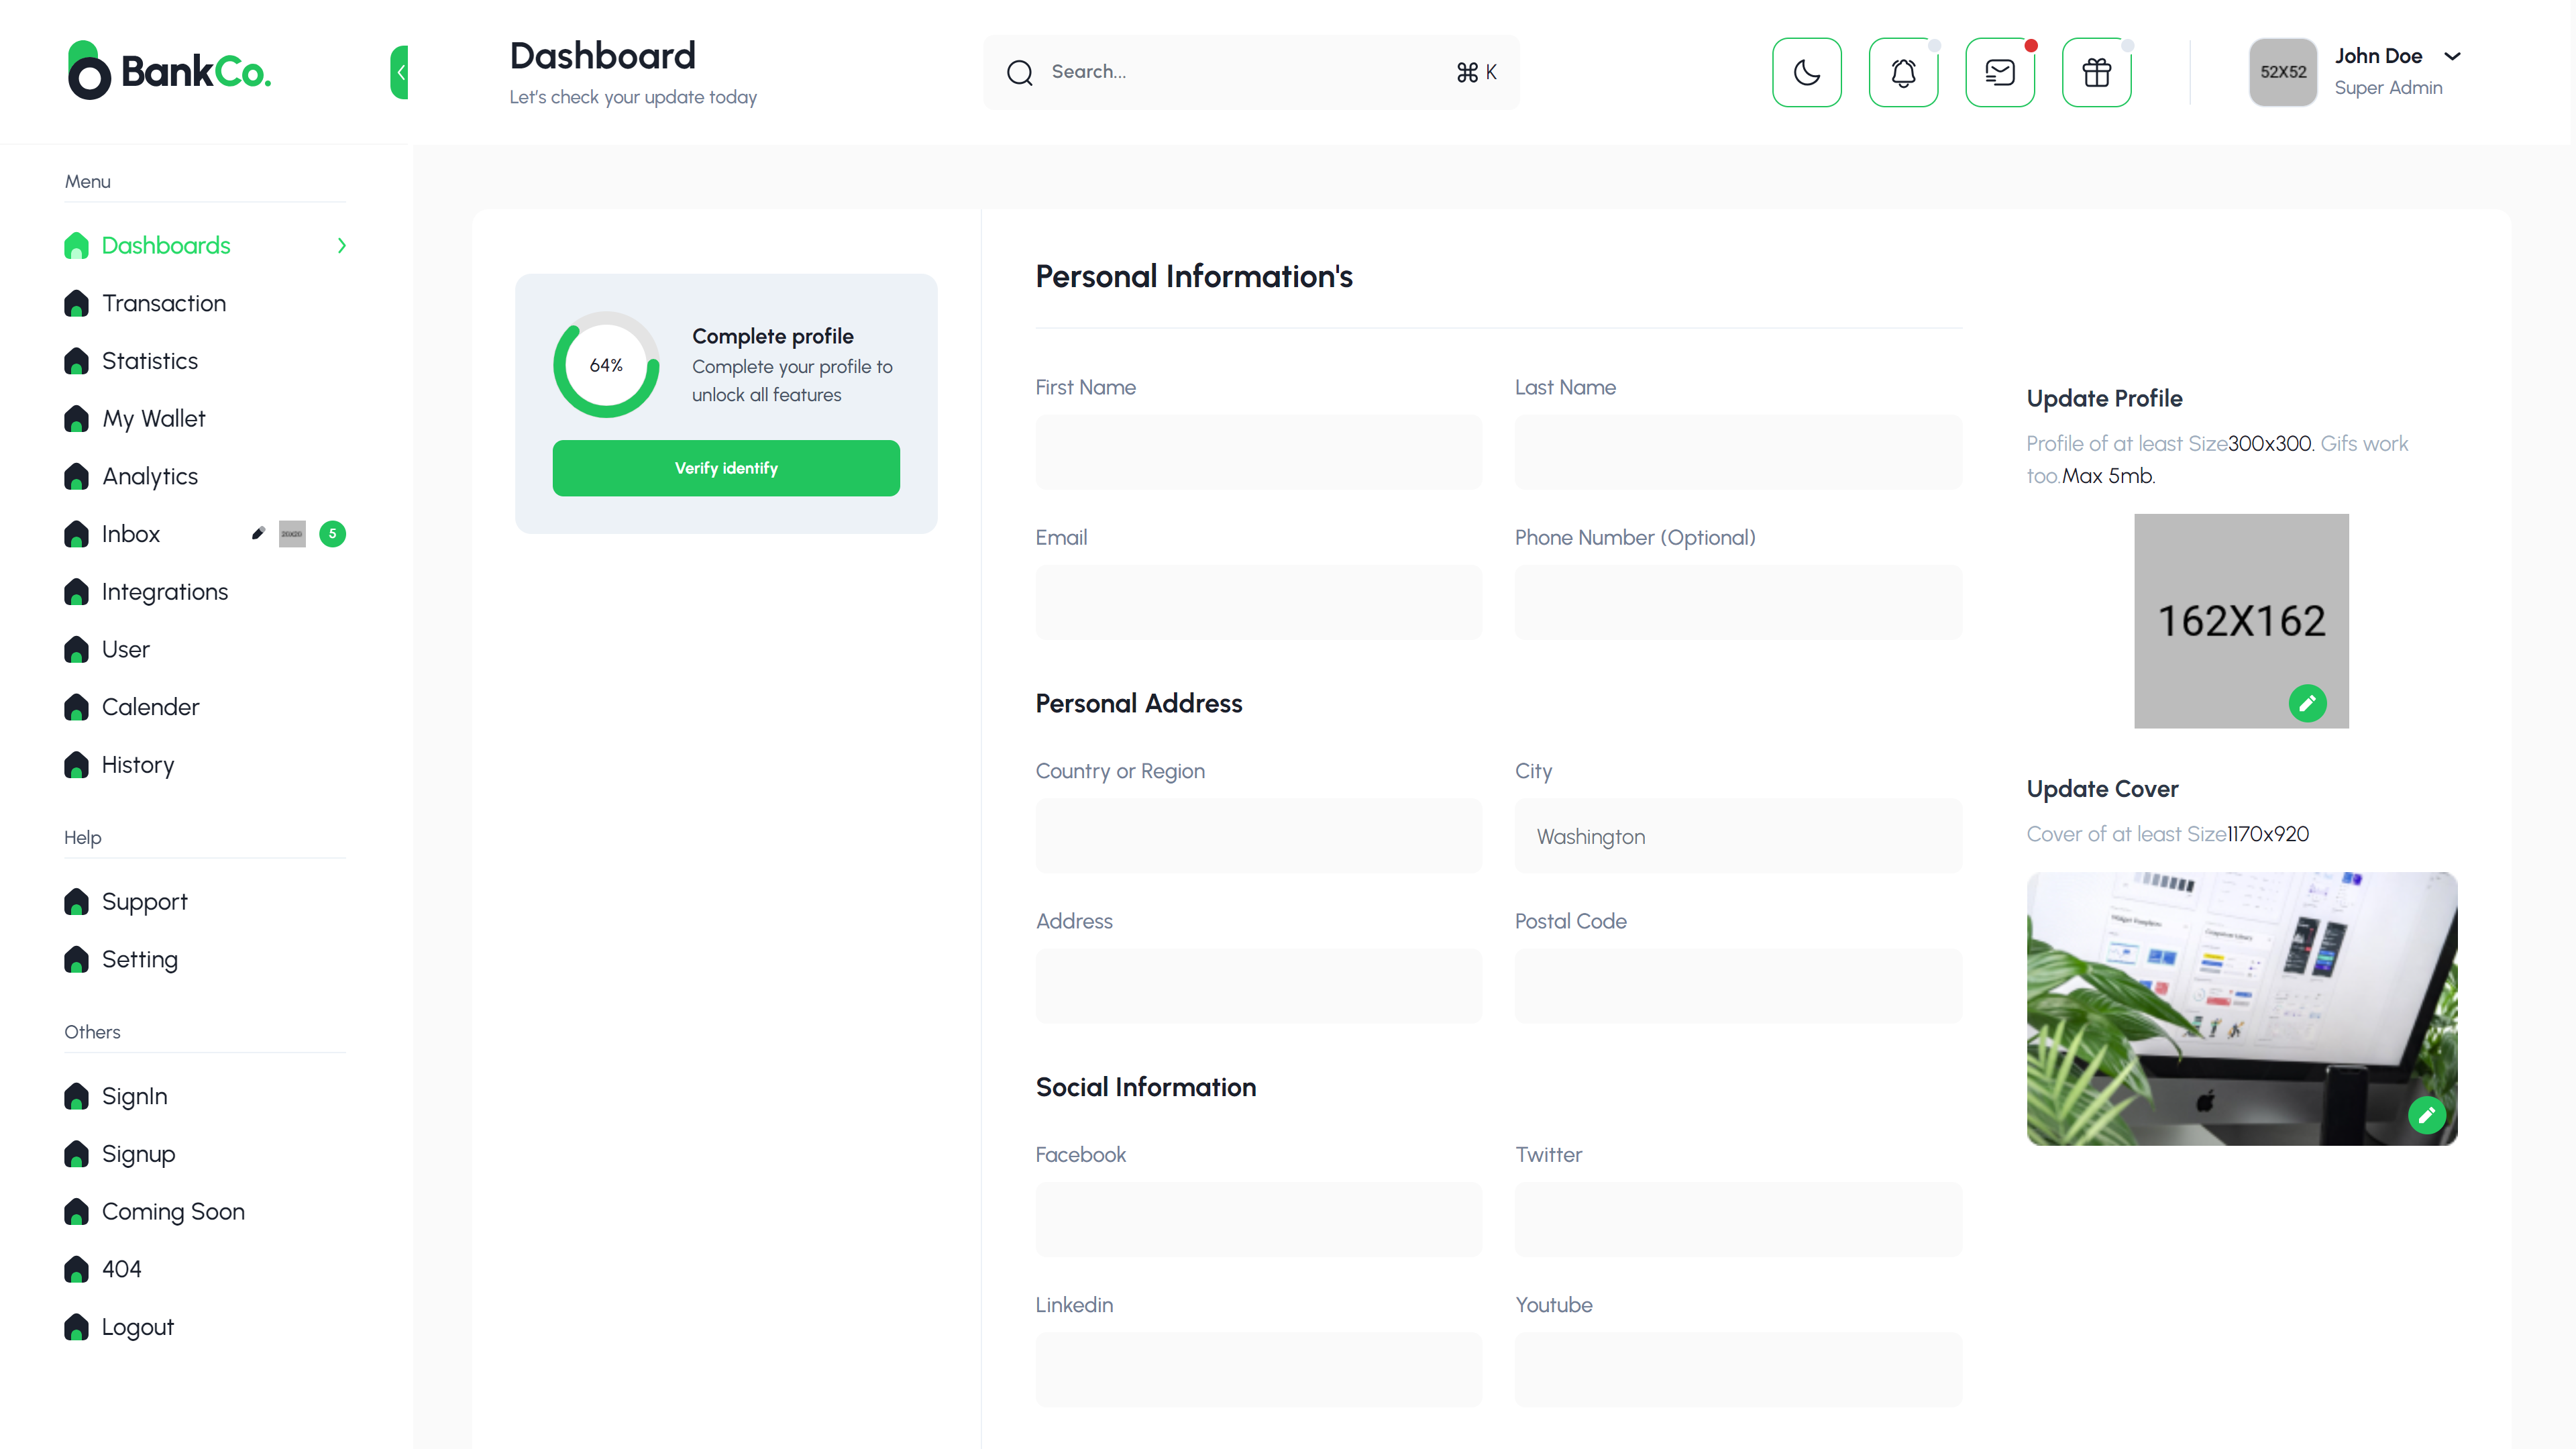 BankCo.
Dashboard
Let's check your update today
Search...
⌘ K
52X52
John Doe
Super Admin
Menu
Dashboards
Transaction
Statistics
My Wallet
Analytics
Inbox
5
Integrations
User
Calender
History
Help
Support
Setting
Others
SignIn
Signup
Coming Soon
404
Logout
64%
Complete profile
Complete your profile to
unlock all features
Verify identify
Personal Information's
First Name
Last Name
Email
Phone Number (Optional)
Personal Address
Country or Region
City
Washington
Address
Postal Code
Social Information
Facebook
Twitter
Linkedin
Youtube
Update Profile
Profile of at least Size300x300. Gifs work
too.Max 5mb.
162X162
Update Cover
Cover of at least Size1170x920